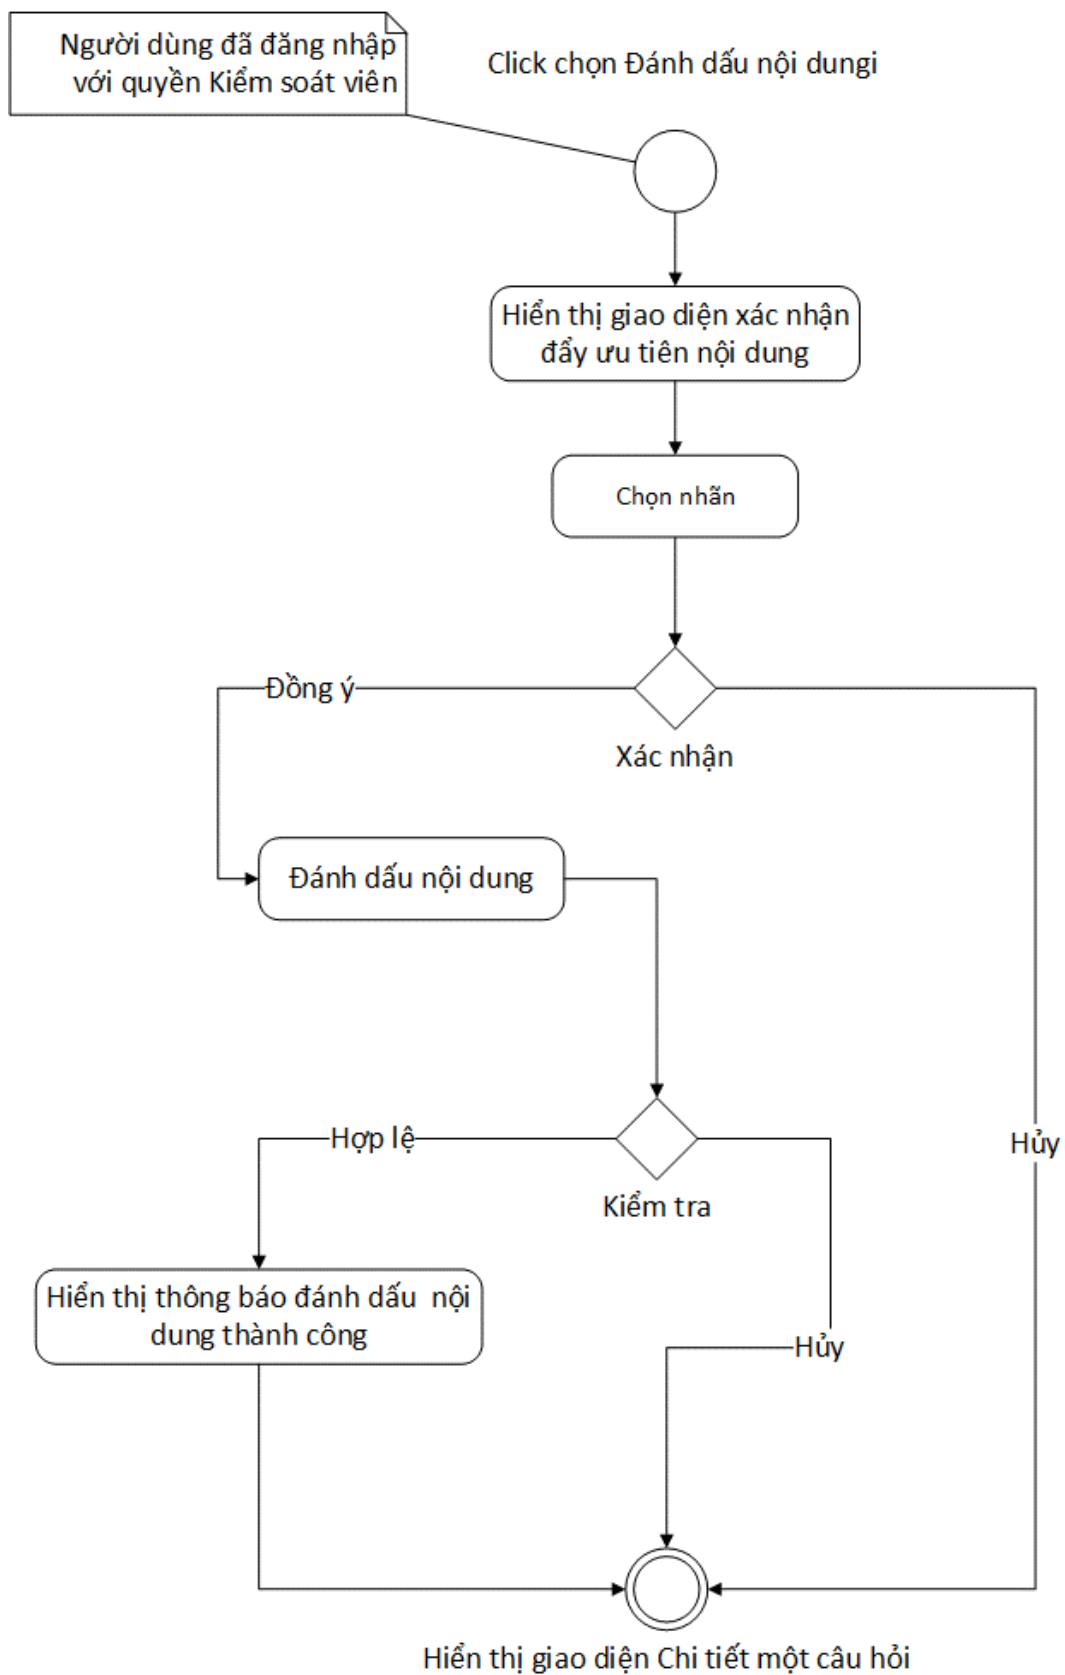 Người dùng đã đăng nhập
với quyền Kiểm soát viên
Click chọn Đánh dấu nội dungi
Hiển thị giao diện xác nhận
đẩy ưu tiên nội dung
Chọn nhãn
Đồng ý
Xác nhận
Đánh dấu nội dung
Hợp lệ
Hủy
Kiểm tra
Hiển thị thông báo đánh dấu  nội
dung thành công
Hủy
Hiển thị giao diện Chi tiết một câu hỏi